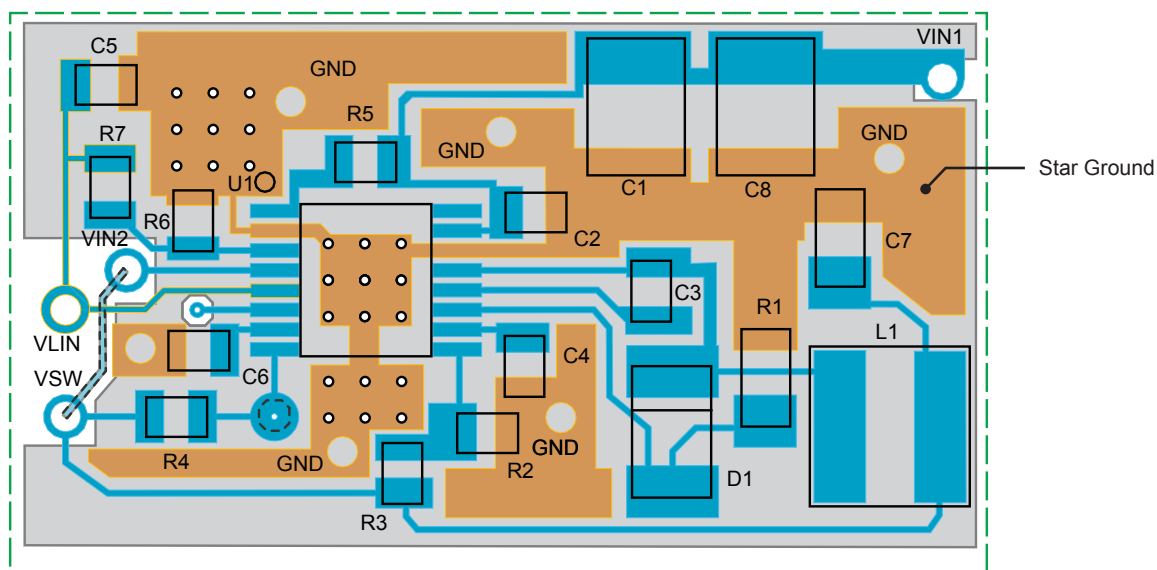 VIN1
C5
GND
R5
R7
GND
GND
Star Ground
U1
C1
C8
R6
VIN2
C2
C7
C3
R1
VLIN
L1
C6
C4
VSW
R4
GND
R2
GND
D1
R3